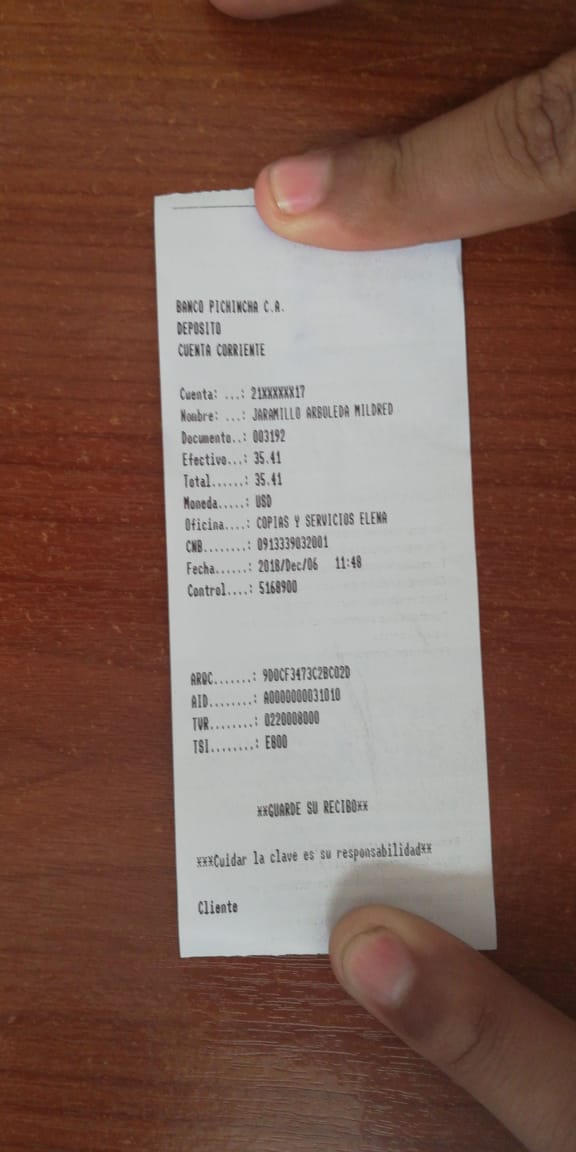 BANCO PICHINCHA C.A.
DEPOSITO
CUENTA CORRIENTE
Cuenta: ...: 21XXXXXX17
Nombre: ...: JARAMILLO ARBOLEDA MILDRED
Documento..: 003192
Efectivo...: 35.41
Total......: 35.41
Moneda.....: USD
Oficina....: COPIAS Y SERVICIOS ELENA
CNB........: 0913339032001
Fecha......: 2018/Dec/06 11:48
Control....: 5168900
ARQC.......: 9D0CF3473C2BC02D
AID........: A0000000031010
TVR........: 0220008000
TSI........: E800
**GUARDE SU RECIBO**
***Cuidar la clave es su responsabilidad**
Cliente